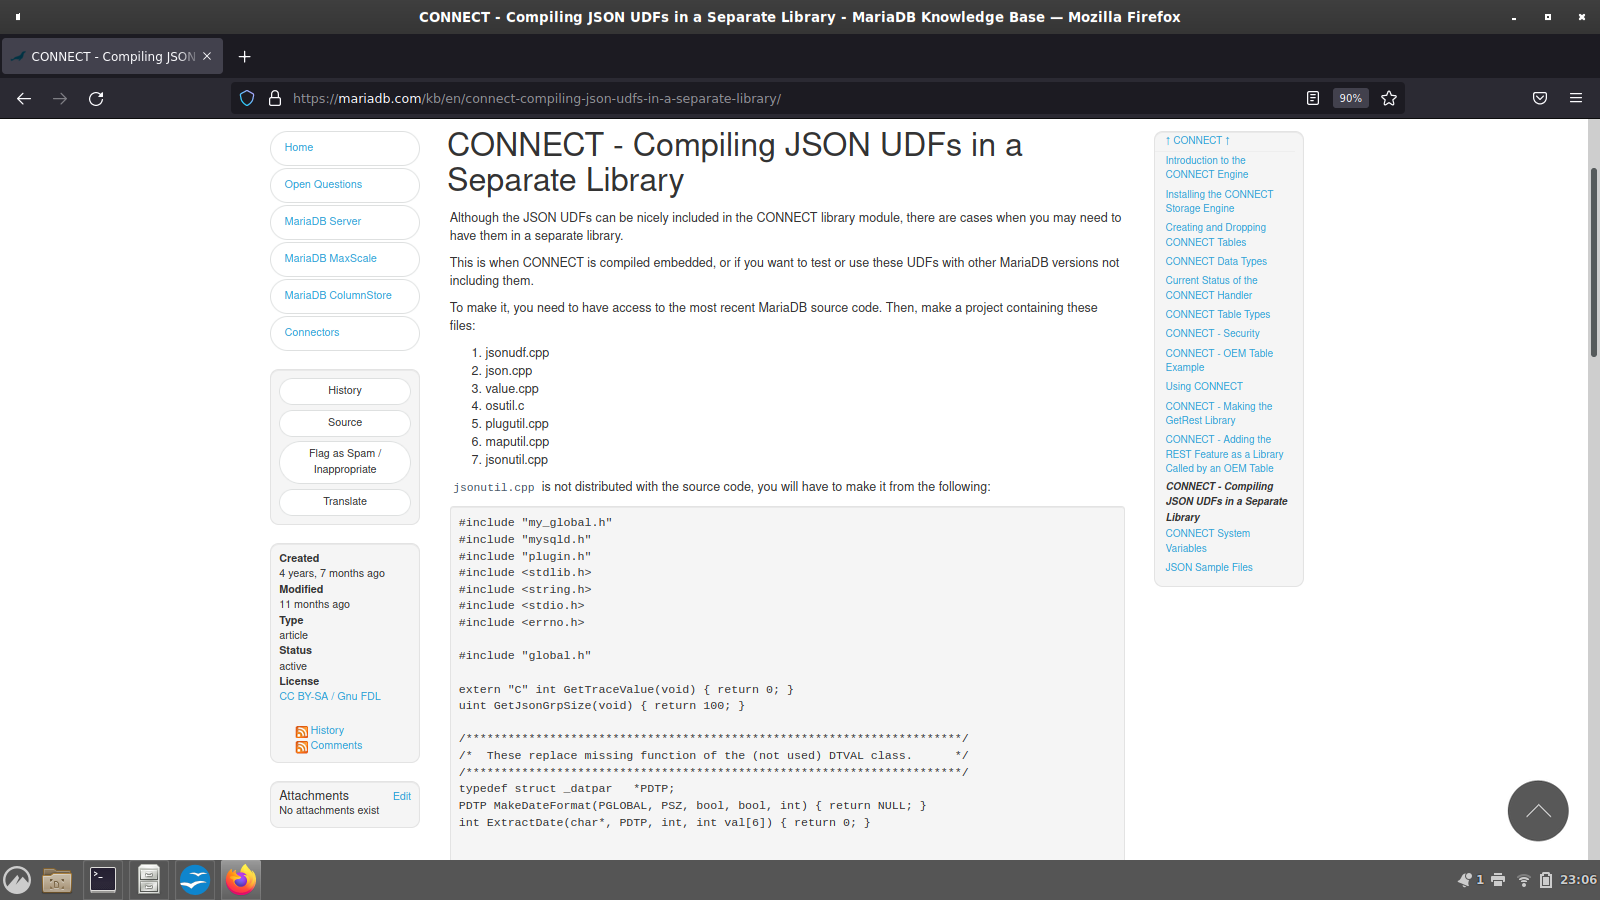 CONNECT - Compiling JSON UDFs in a Separate Library - MariaDB Knowledge Base — Mozilla Firefox
CONNECT - Compiling JSON
https://mariadb.com/kb/en/connect-compiling-json-udfs-in-a-separate-library/
90%
Home
Open Questions
MariaDB Server
MariaDB MaxScale
MariaDB ColumnStore
Connectors
History
Source
Flag as Spam /
Inappropriate
Translate
Created
4 years, 7 months ago
Modified
11 months ago
Type
article
Status
active
License
CC BY-SA / Gnu FDL
History
Comments
Attachments Edit
No attachments exist
CONNECT - Compiling JSON UDFs in a
Separate Library
Although the JSON UDFs can be nicely included in the CONNECT library module, there are cases when you may need to
have them in a separate library.
This is when CONNECT is compiled embedded, or if you want to test or use these UDFs with other MariaDB versions not
including them.
To make it, you need to have access to the most recent MariaDB source code. Then, make a project containing these
files:
1. jsonudf.cpp
2. json.cpp
3. value.cpp
4. osutil.c
5. plugutil.cpp
6. maputil.cpp
7. jsonutil.cpp
jsonutil.cpp is not distributed with the source code, you will have to make it from the following:
#include "my_global.h"
#include "mysqld.h"
#include "plugin.h"
#include <stdlib.h>
#include <string.h>
#include <stdio.h>
#include <errno.h>
#include "global.h"
extern "C" int GetTraceValue(void) { return 0; }
uint GetJsonGrpSize(void) { return 100; }
/***********************************************************************/
/*  These replace missing function of the (not used) DTVAL class.      */
/***********************************************************************/
typedef struct _datpar   *PDTP;
PDTP MakeDateFormat(PGLOBAL, PSZ, bool, bool, int) { return NULL; }
int ExtractDate(char*, PDTP, int, int val[6]) { return 0; }
↑ CONNECT ↑
Introduction to the
CONNECT Engine
Installing the CONNECT
Storage Engine
Creating and Dropping
CONNECT Tables
CONNECT Data Types
Current Status of the
CONNECT Handler
CONNECT Table Types
CONNECT - Security
CONNECT - OEM Table
Example
Using CONNECT
CONNECT - Making the
GetRest Library
CONNECT - Adding the
REST Feature as a Library
Called by an OEM Table
CONNECT - Compiling
JSON UDFs in a Separate
Library
CONNECT System
Variables
JSON Sample Files
1
23:06